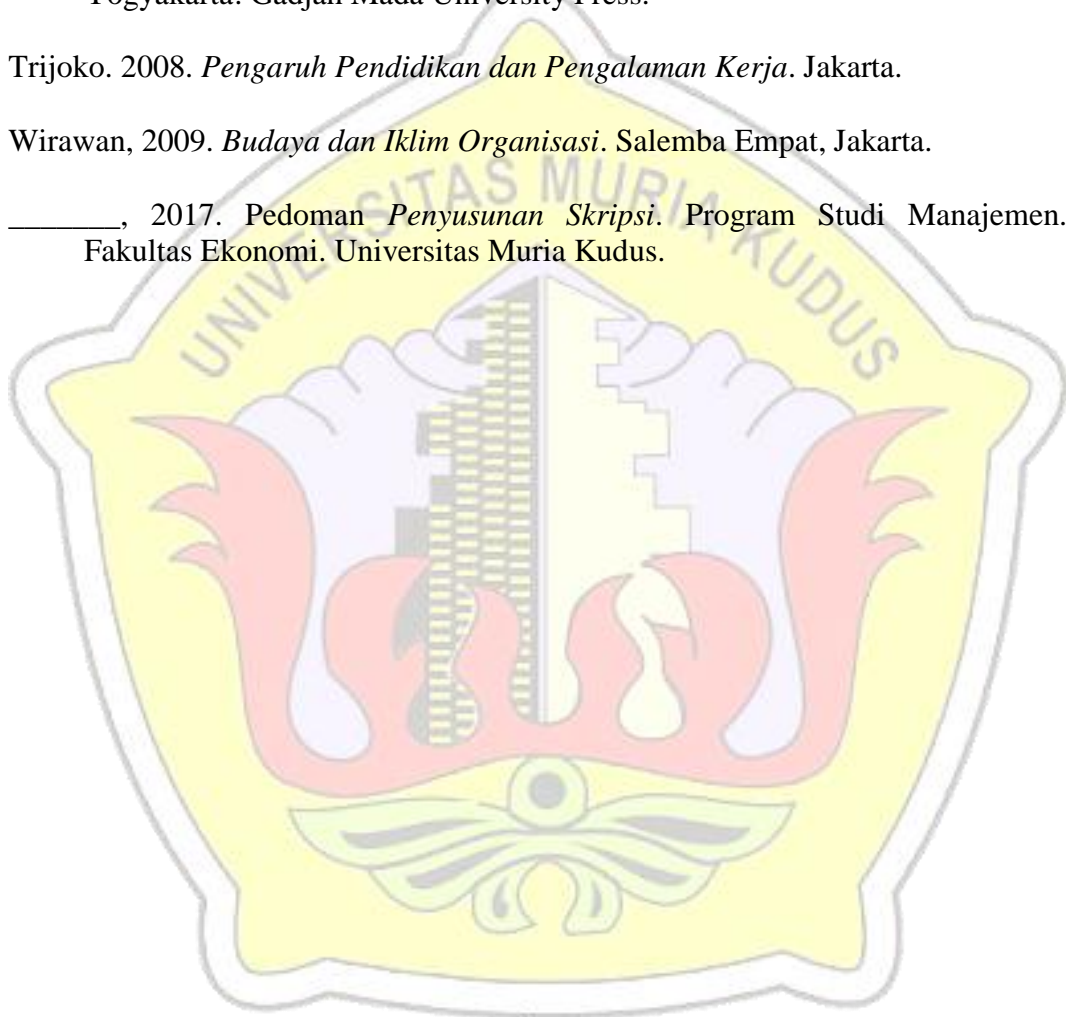 Yogyakarta: Gadjah Mada University Press.
Trijoko. 2008. Pengaruh Pendidikan dan Pengalaman Kerja. Jakarta.
Wirawan, 2009. Budaya dan Iklim Organisasi. Salemba Empat, Jakarta.
_______, 2017. Pedoman Penyusunan Skripsi. Program Studi Manajemen.
Fakultas Ekonomi. Universitas Muria Kudus.
UNIVERSITAS MURIA KUDUS